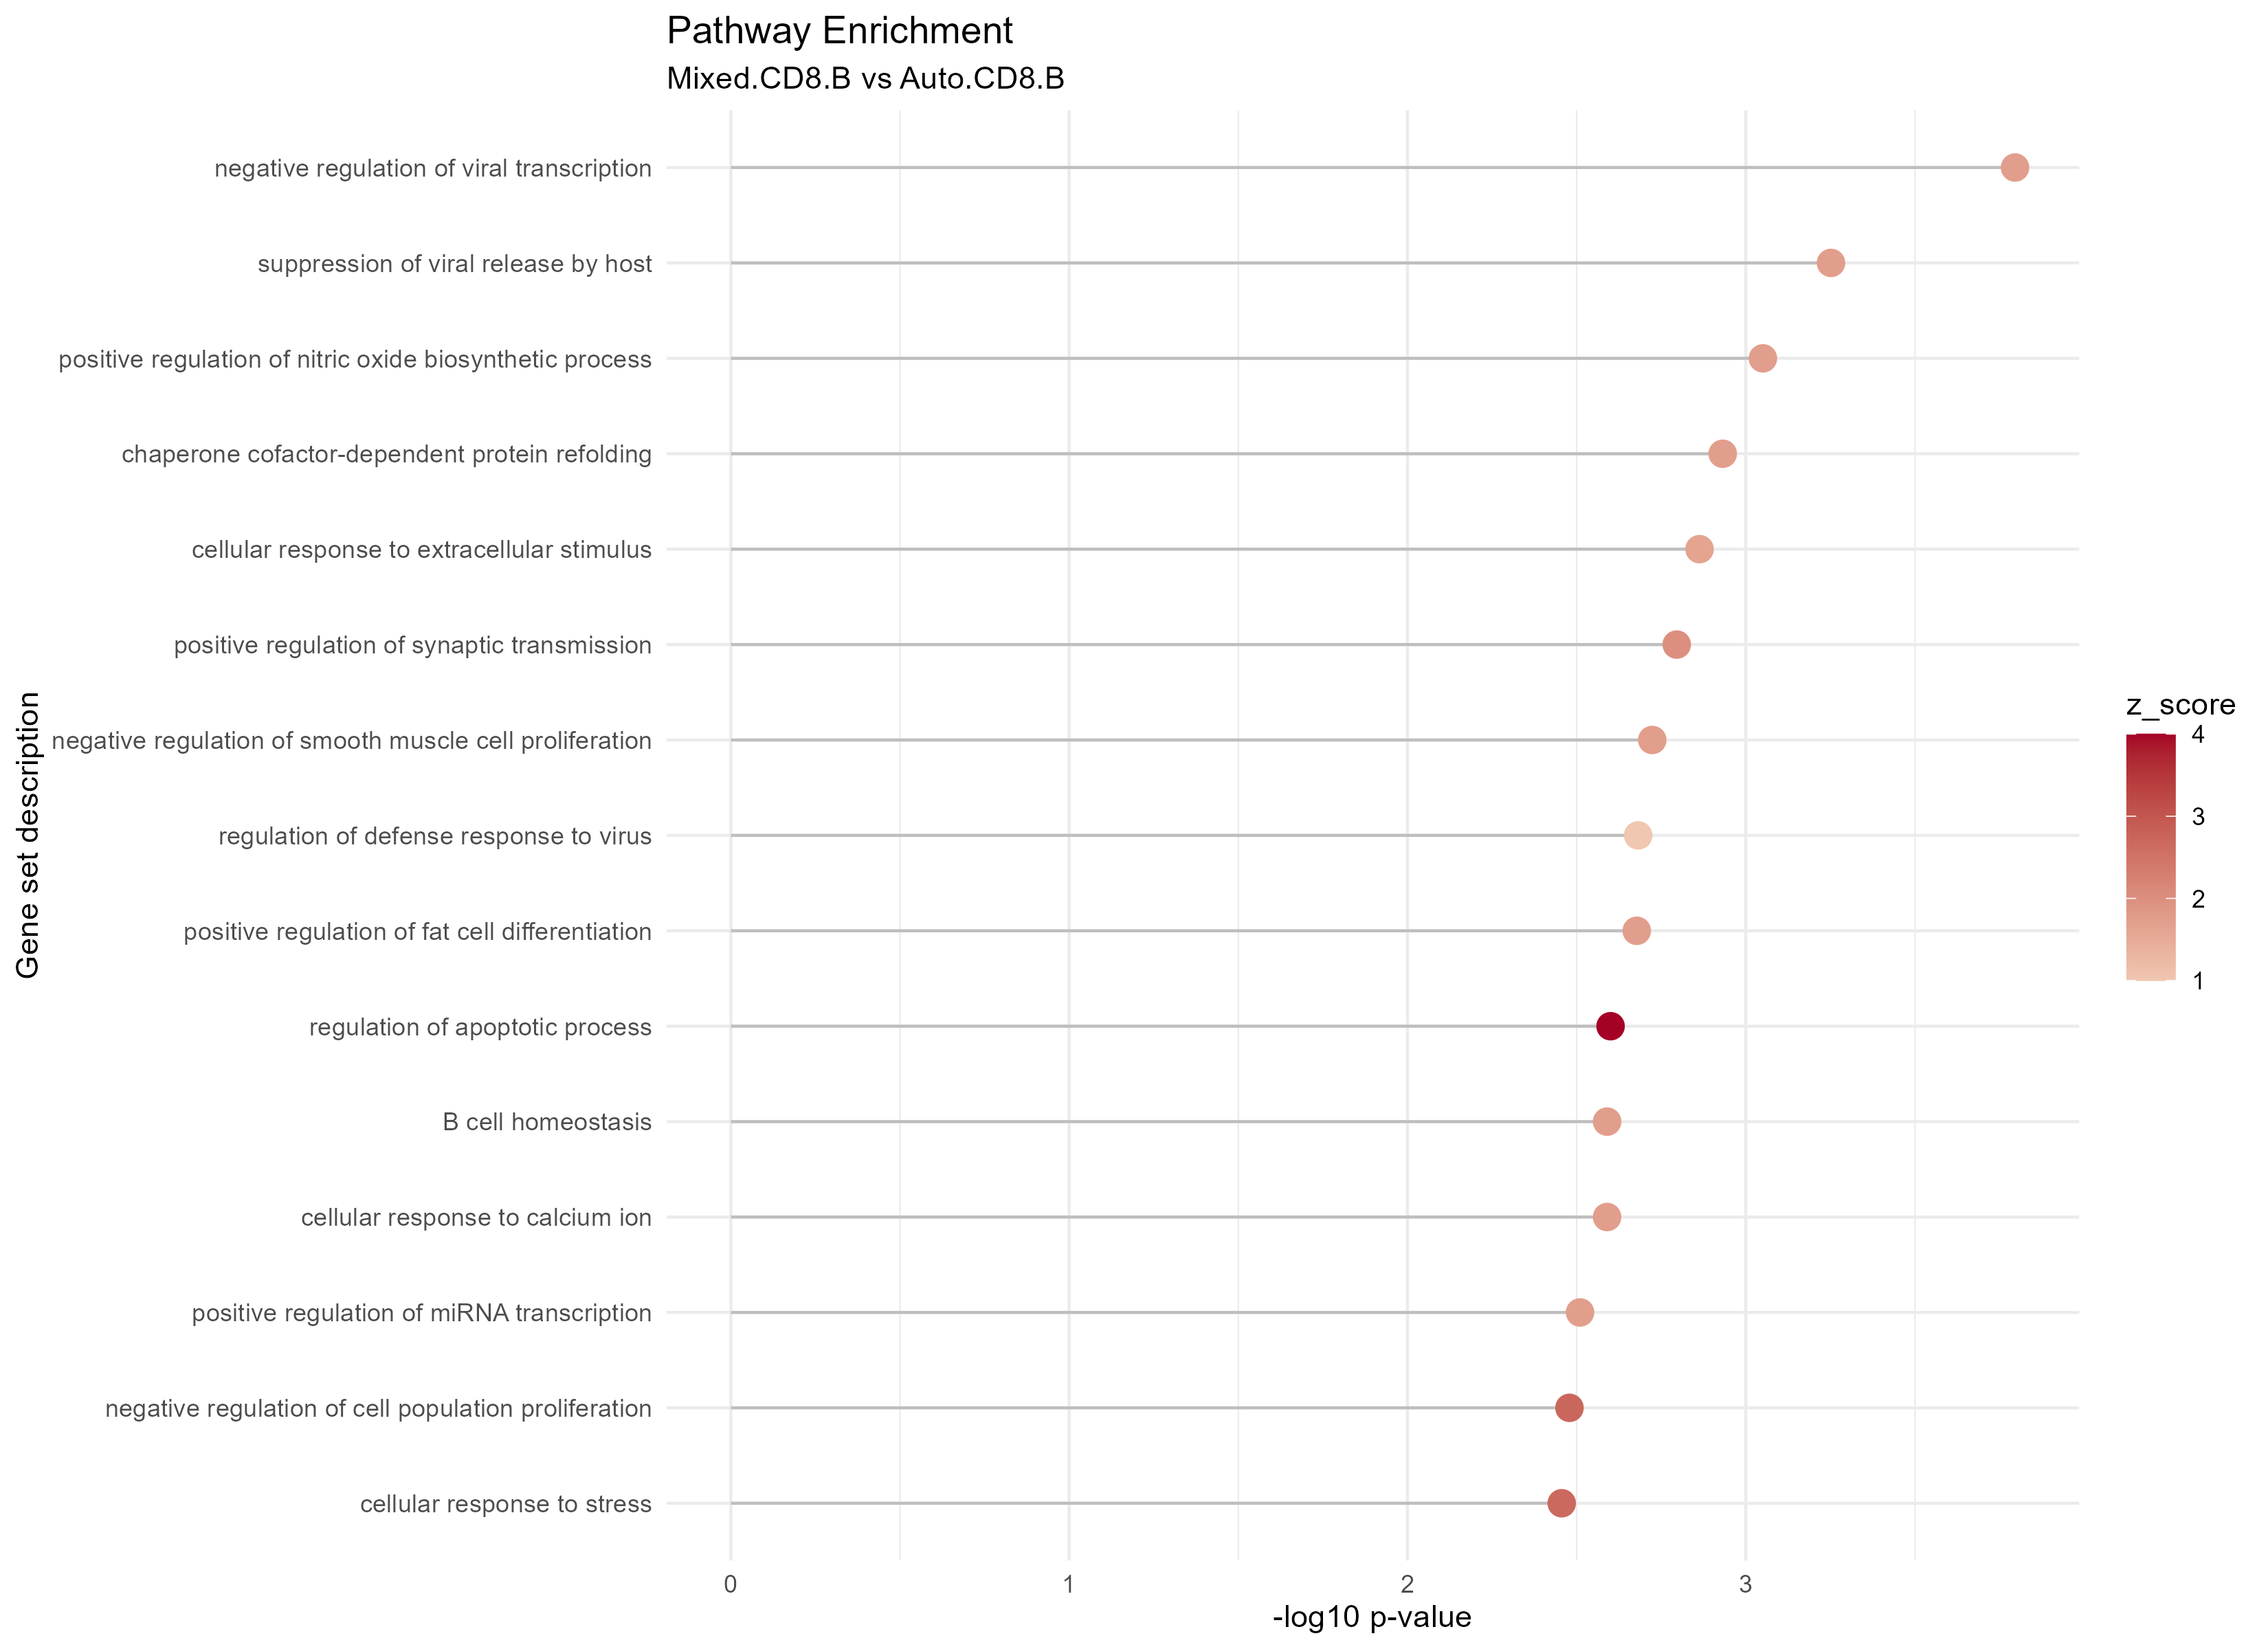 Pathway Enrichment
Mixed.CD8.B vs Auto.CD8.B
negative regulation of viral transcription
suppression of viral release by host
positive regulation of nitric oxide biosynthetic process
chaperone cofactor-dependent protein refolding
cellular response to extracellular stimulus
positive regulation of synaptic transmission
negative regulation of smooth muscle cell proliferation
regulation of defense response to virus
positive regulation of fat cell differentiation
regulation of apoptotic process
B cell homeostasis
cellular response to calcium ion
positive regulation of miRNA transcription
negative regulation of cell population proliferation
cellular response to stress
Gene set description
0 1 2 3
-log10 p-value
z_score
4
3
2
1